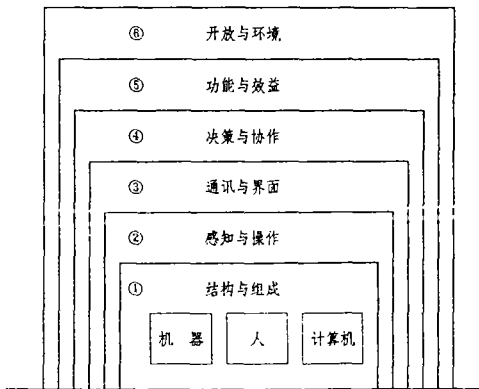 ⑥ 开放与环境
⑤ 功能与效益
④ 决策与协作
③ 通讯与界面
② 感知与操作
① 结构与组成
机 器 人 计算机